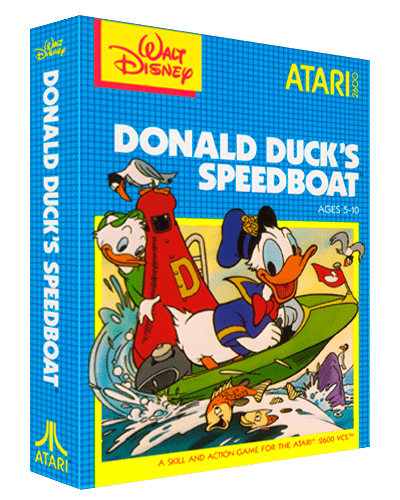 Walt
Disney
DONALD DUCK'S SPEEDBOAT
ATARI
Walt
Disney
ATARI 2600
DONALD DUCK'S
SPEEDBOAT
AGES 5-10
D
A SKILL AND ACTION GAME FOR THE ATARI® 2600 VCS™